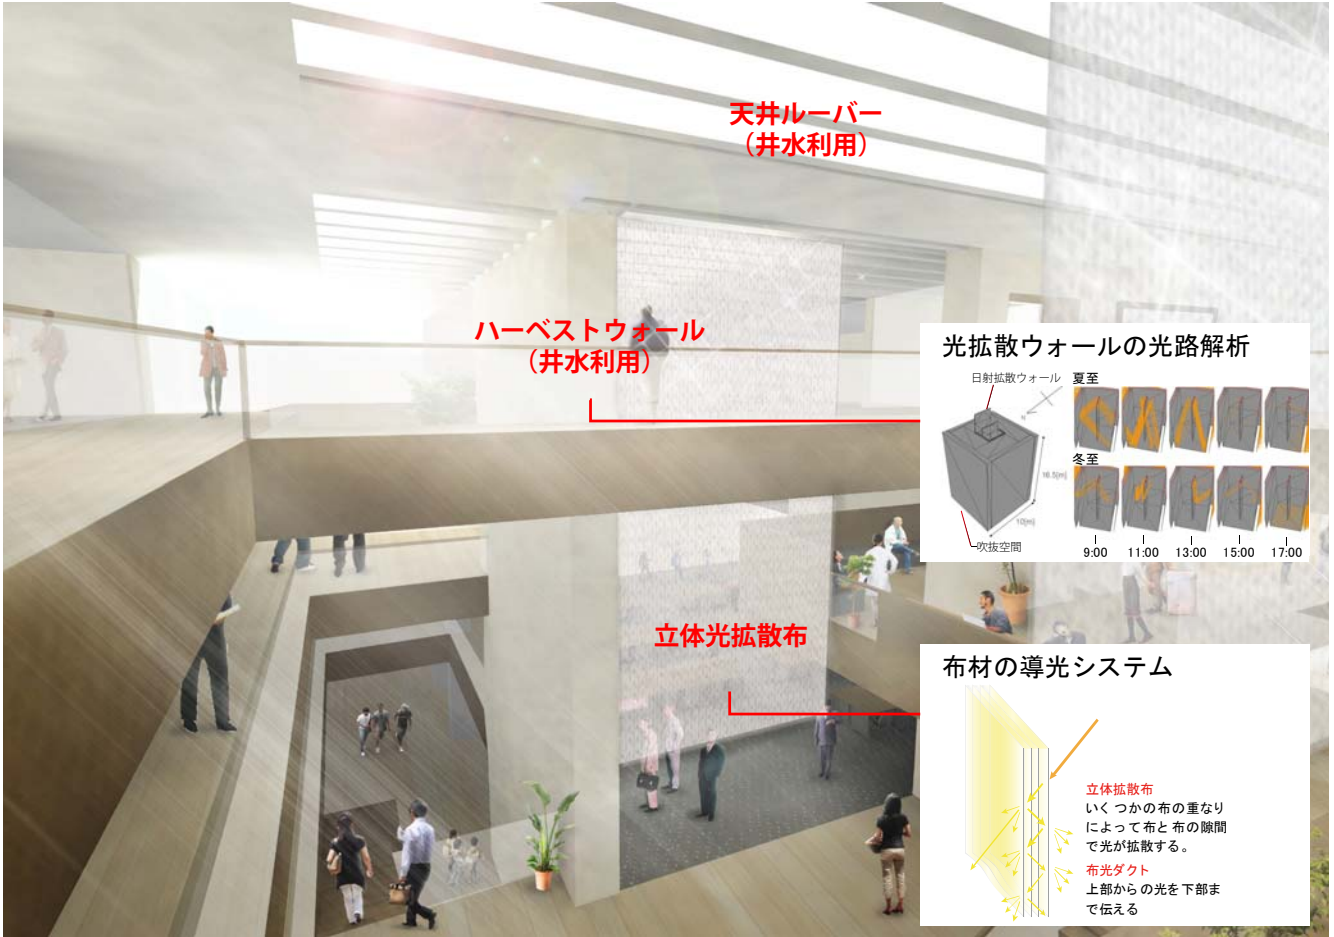 天井ルーバー
（井水利用）
ハーベストウォール
（井水利用）
光拡散ウォールの光路解析
日射拡散ウォール
夏至
N
16.5[m]
冬至
10[m]
吹抜空間
9:00 11:00 13:00 15:00 17:00
立体光拡散布
布材の導光システム
立体拡散布
いくつかの布の重なり
によって布と布の隙間
で光が拡散する。
布光ダクト
上部からの光を下部ま
で伝える